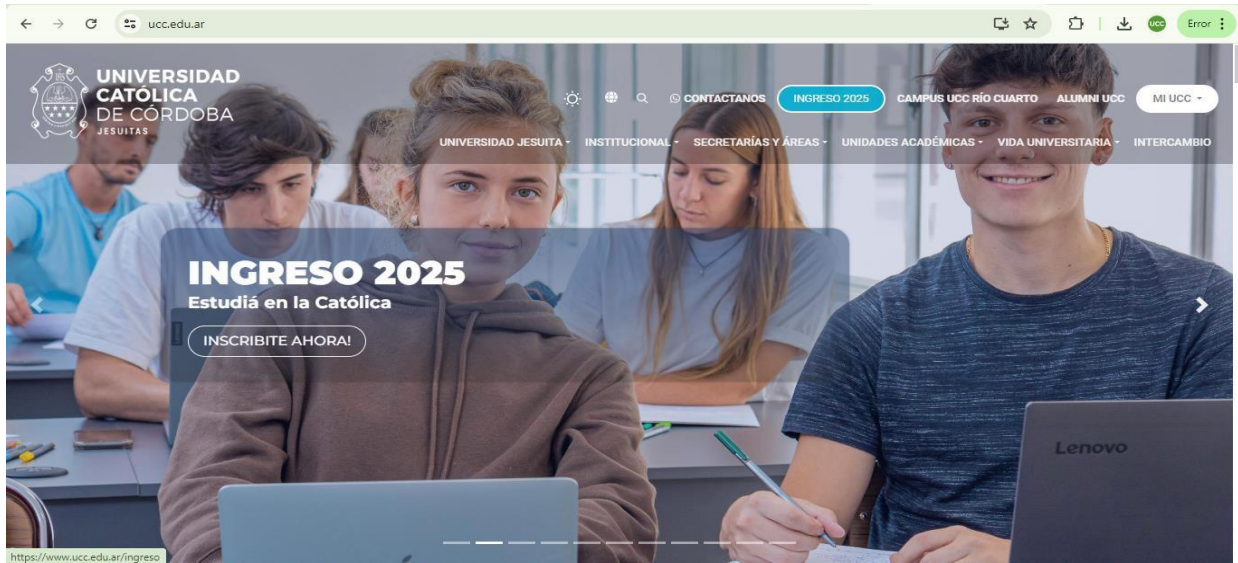 ucc.edu.ar
UCC
Error
UNIVERSIDAD
CATÓLICA
DE CÓRDOBA
JESUITAS
CONTACTANOS
INGRESO 2025
CAMPUS UCC RÍO CUARTO
ALUMNI UCC
MI UCC
UNIVERSIDAD JESUITA
INSTITUCIONAL
SECRETARÍAS Y ÁREAS
UNIDADES ACADÉMICAS
VIDA UNIVERSITARIA
INTERCAMBIO
INGRESO 2025
Estudiá en la Católica
INSCRIBITE AHORA!
Lenovo
https://www.ucc.edu.ar/ingreso